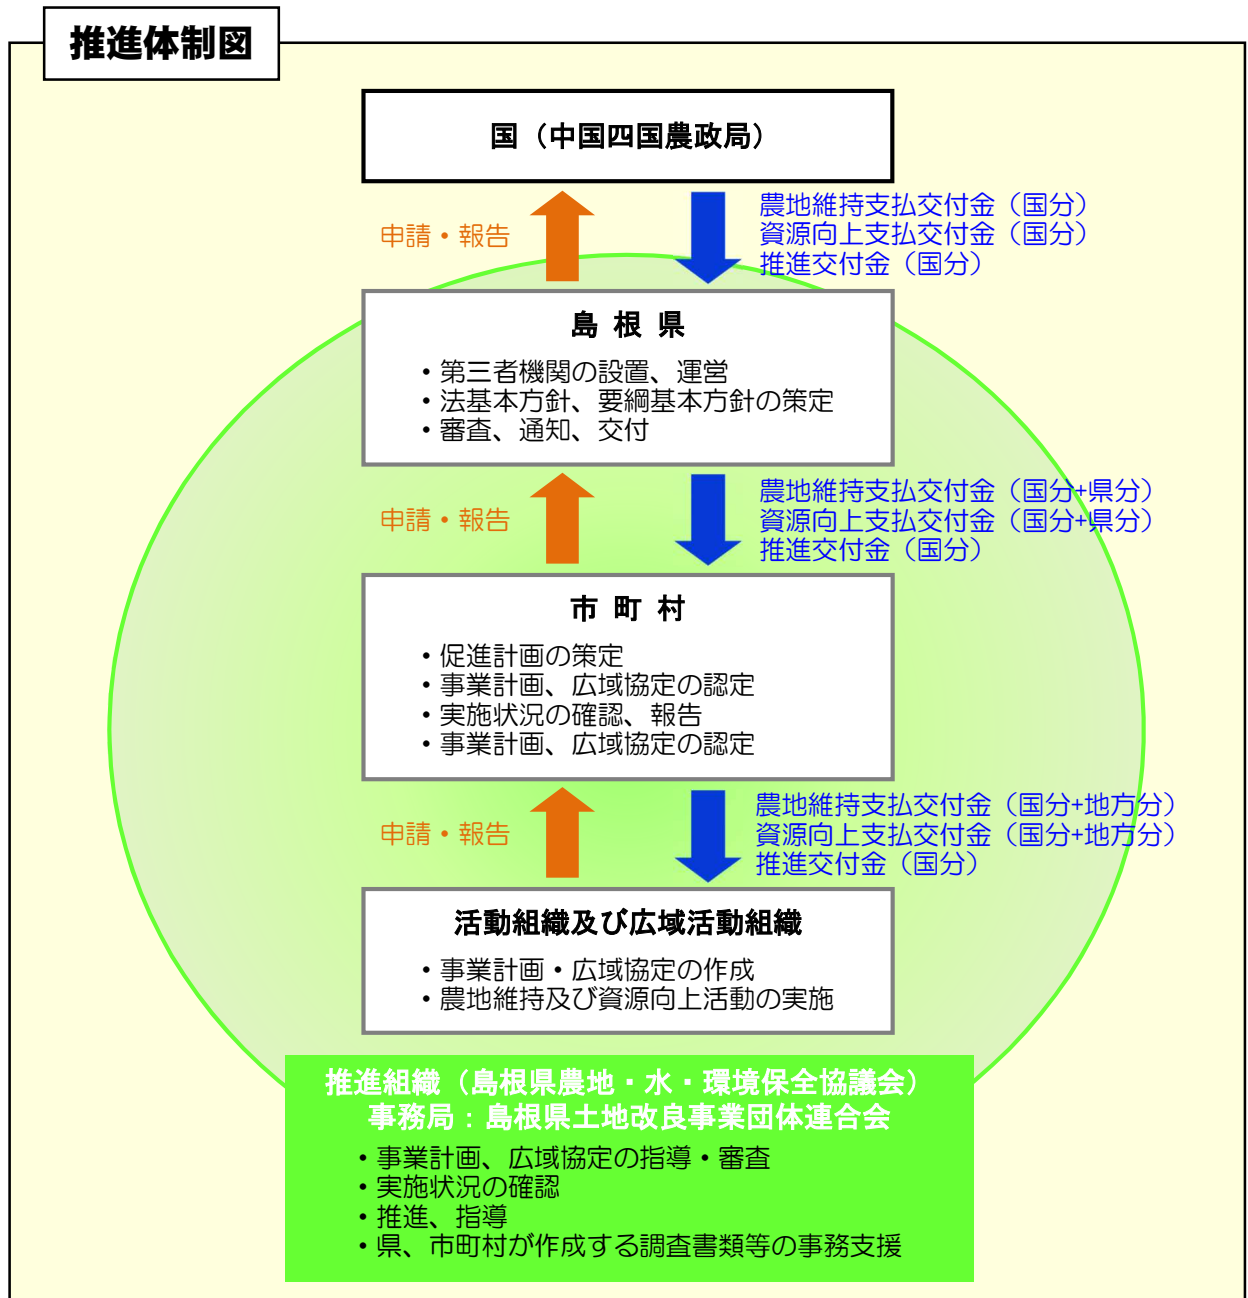 推進体制図
国（中国四国農政局）
申請・報告
農地維持支払交付金（国分）
資源向上支払交付金（国分）
推進交付金（国分）
島 根 県
・第三者機関の設置、運営
・法基本方針、要綱基本方針の策定
・審査、通知、交付
申請・報告
農地維持支払交付金（国分+県分）
資源向上支払交付金（国分+県分）
推進交付金（国分）
市 町 村
・促進計画の策定
・事業計画、広域協定の認定
・実施状況の確認、報告
・事業計画、広域協定の認定
申請・報告
農地維持支払交付金（国分+地方分）
資源向上支払交付金（国分+地方分）
推進交付金（国分）
活動組織及び広域活動組織
・事業計画・広域協定の作成
・農地維持及び資源向上活動の実施
推進組織（島根県農地・水・環境保全協議会）
事務局：島根県土地改良事業団体連合会
・事業計画、広域協定の指導・審査
・実施状況の確認
・推進、指導
・県、市町村が作成する調査書類等の事務支援